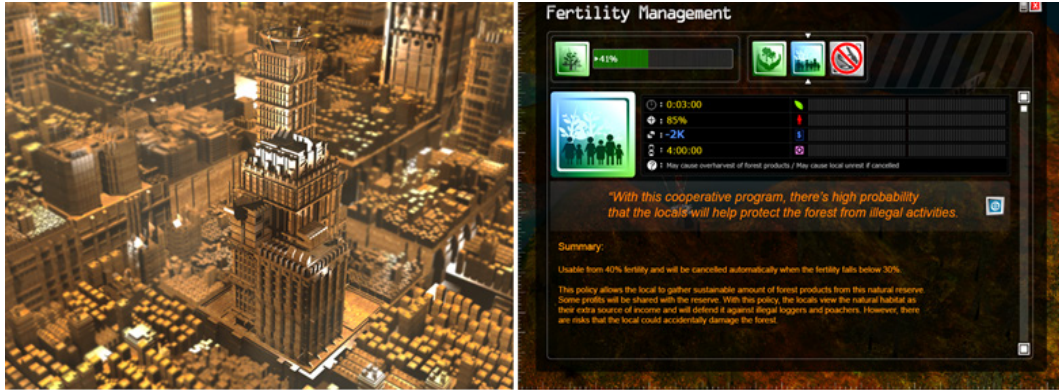 Fertility Management
41%
: 0:03:00
: 85%
: -2K
$
: 4:00:00
? : May cause overharvest of forest products / May cause local unrest if cancelled
"With this cooperative program, there's high probability
that the locals will help protect the forest from illegal activities.
Summary:
Usable from 40% fertility and will be cancelled automatically when the fertility falls below 30%.
This policy allows the local to gather sustainable amount of forest products from this natural reserve.
Some profits will be shared with the reserve. With this policy, the locals view the natural habitat as
their extra source of income and will defend it against illegal loggers and poachers. However, there
are risks that the local could accidentally damage the forest.